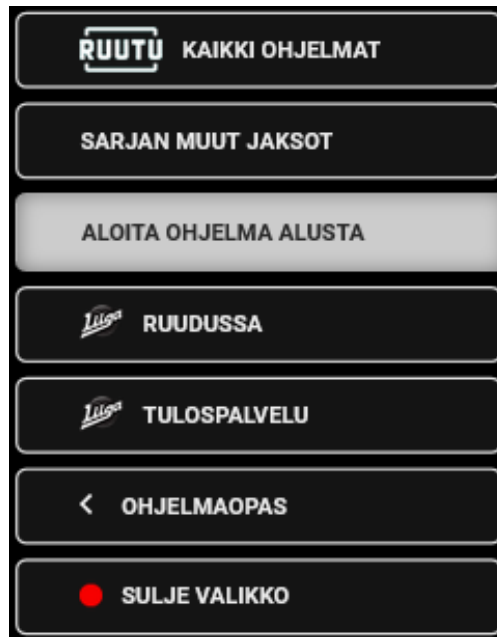 RUUTU KAIKKI OHJELMAT
SARJAN MUUT JAKSOT
ALOITA OHJELMA ALUSTA
Liiga RUUDUSSA
Liiga TULOSPALVELU
< OHJELMAOPAS
SULJE VALIKKO